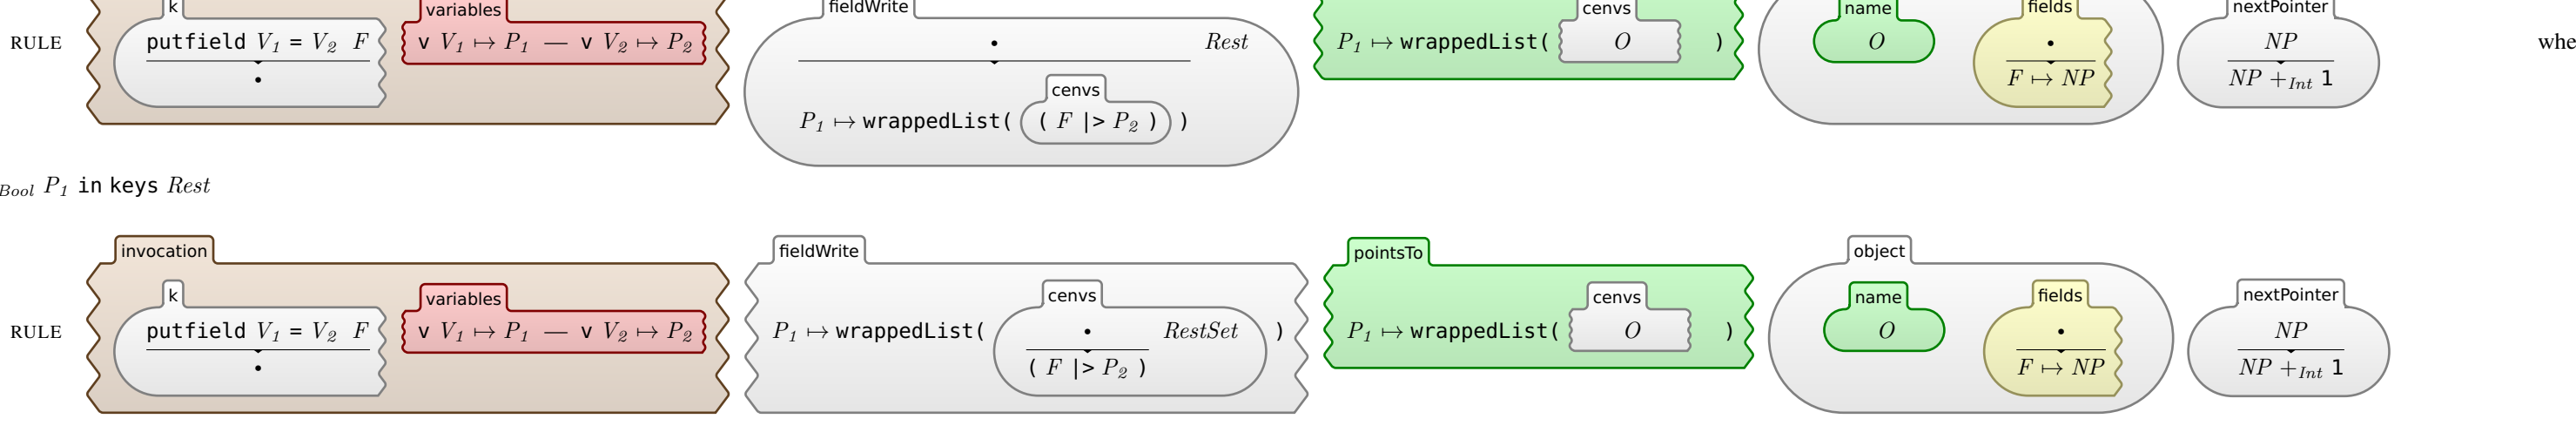 k variables fieldWrite cenvs name fields nextPointer
RULE putfield V₁ = V₂ F v V₁ ↦ P₁ — v V₂ ↦ P₂ • Rest P₁ ↦ wrappedList( O ) O • NP whe
• F ↦ NP NP +Int 1
cenvs
P₁ ↦ wrappedList( ( F |> P₂ ) )
Bool P₁ in keys Rest
invocation fieldWrite pointsTo object
k variables cenvs cenvs name fields nextPointer
RULE putfield V₁ = V₂ F v V₁ ↦ P₁ — v V₂ ↦ P₂ P₁ ↦ wrappedList( • RestSet ) P₁ ↦ wrappedList( O ) O • NP
• ( F |> P₂ ) F ↦ NP NP +Int 1